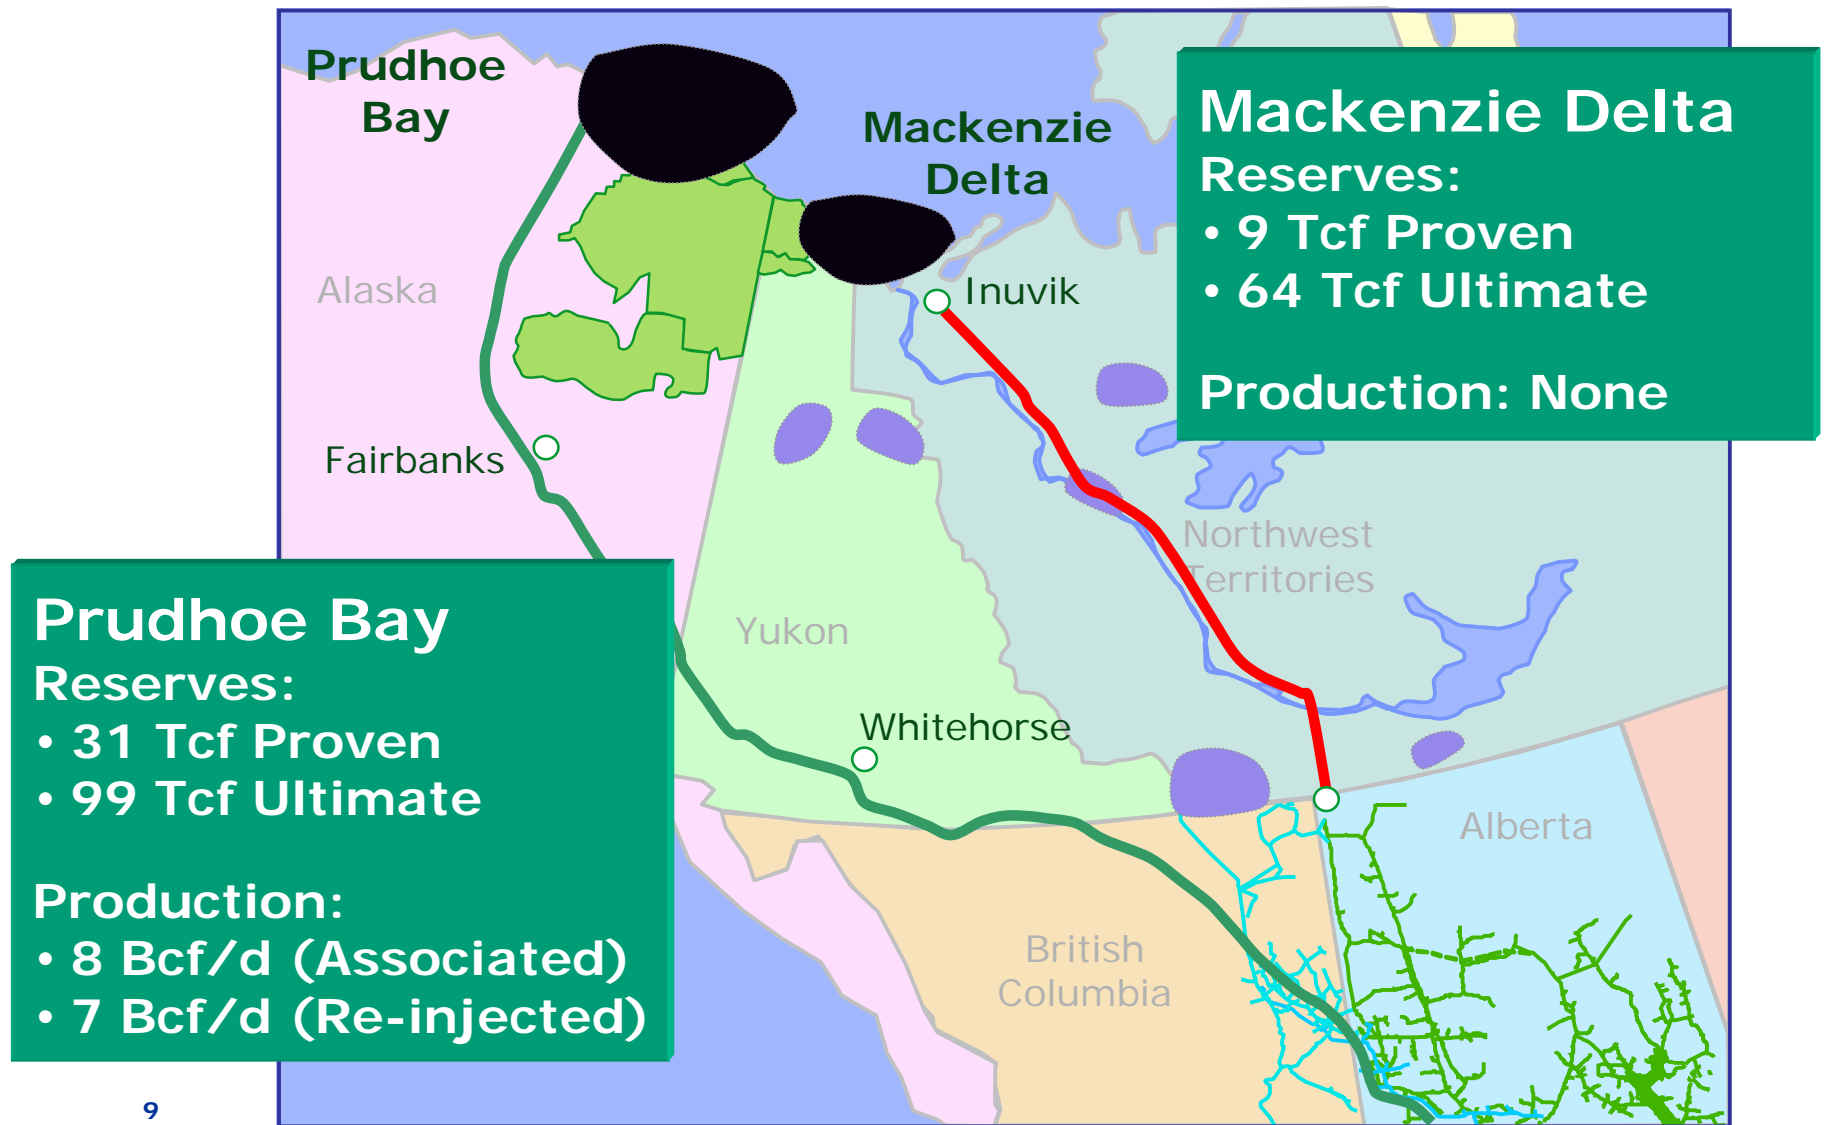 Prudhoe
Bay
Mackenzie
Delta
Mackenzie Delta
Reserves:
• 9 Tcf Proven
• 64 Tcf Ultimate
Production: None
Alaska
Inuvik
Fairbanks
Northwest
Territories
Prudhoe Bay
Reserves:
• 31 Tcf Proven
• 99 Tcf Ultimate
Production:
• 8 Bcf/d (Associated)
• 7 Bcf/d (Re-injected)
Yukon
Whitehorse
Alberta
British
Columbia
9